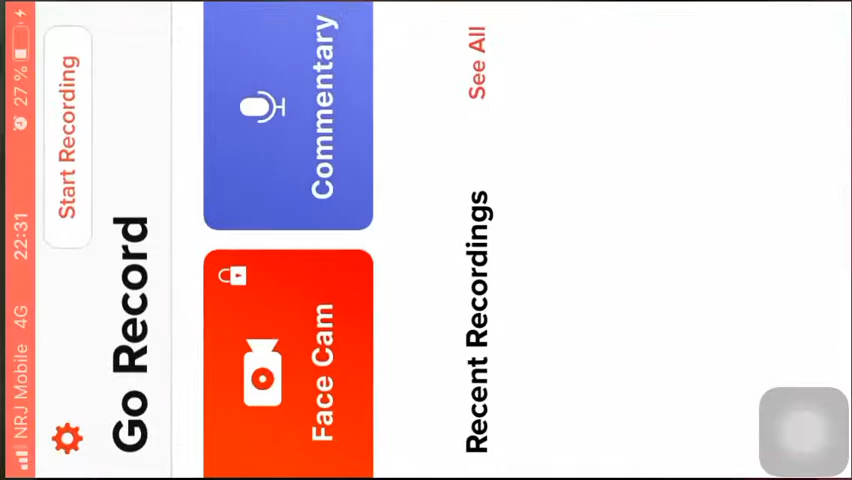 NRJ Mobile 4G 22:31 27 %
Start Recording
Go Record
Face Cam
Commentary
Recent Recordings
See All